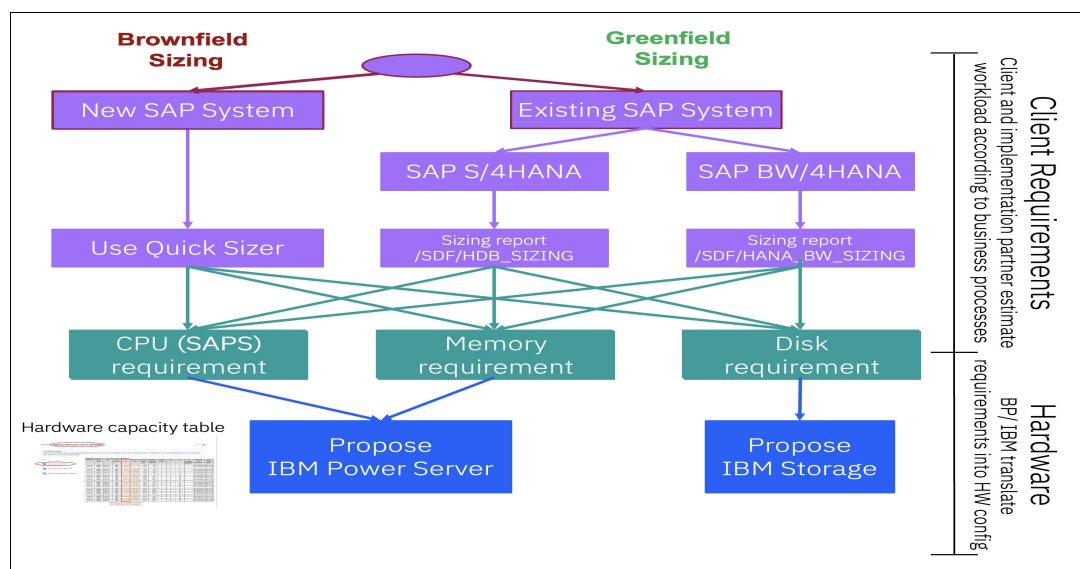 Brownfield
Sizing
Greenfield
Sizing
New SAP System
Existing SAP System
SAP S/4HANA
SAP BW/4HANA
Use Quick Sizer
Sizing report
/SDF/HDB_SIZING
Sizing report
/SDF/HANA_BW_SIZING
CPU (SAPS)
requirement
Memory
requirement
Disk
requirement
Hardware capacity table
Propose
IBM Power Server
Propose
IBM Storage
Client Requirements
Client and implementation partner estimate
workload according to business processes
Hardware
BP/ IBM translate
requirements into HW config